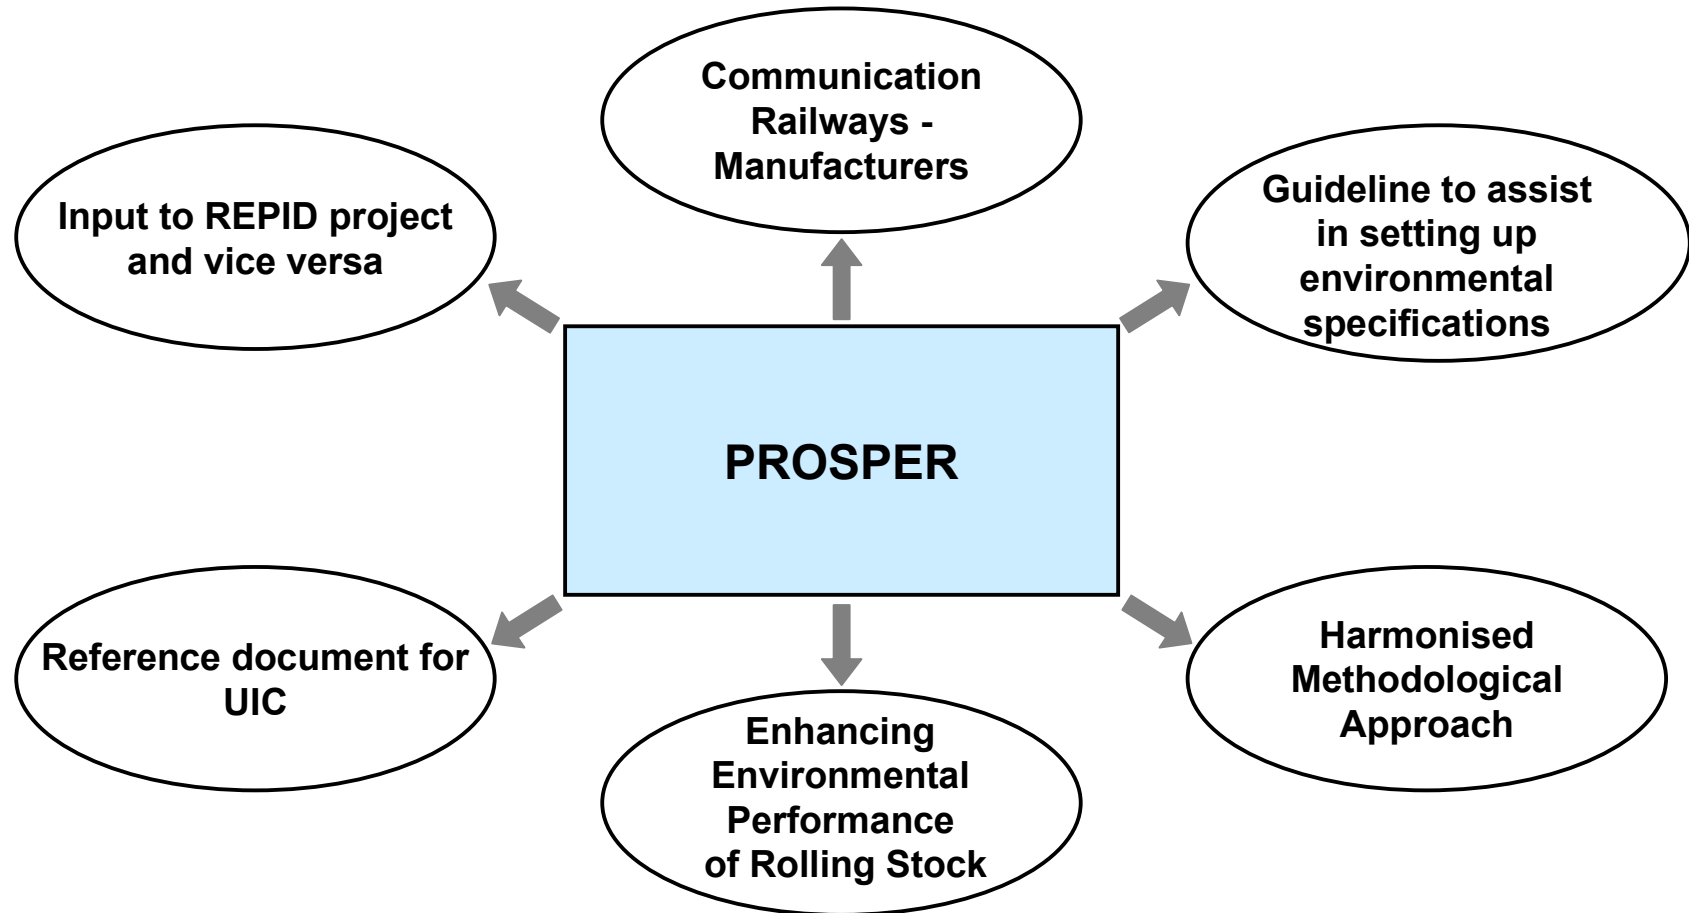 Communication
Railways -
Manufacturers
Input to REPID project
and vice versa
Guideline to assist
in setting up
environmental
specifications
PROSPER
Reference document for
UIC
Enhancing
Environmental
Performance
of Rolling Stock
Harmonised
Methodological
Approach